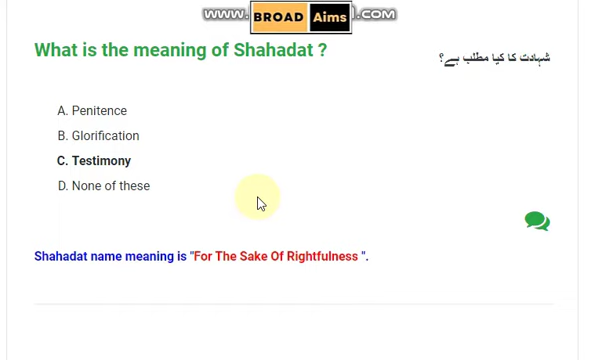 www.
BROAD Aims
l.com
What is the meaning of Shahadat ?
شہادت کا کیا مطلب ہے؟
A. Penitence
B. Glorification
C. Testimony
D. None of these
Shahadat name meaning is "For The Sake Of Rightfulness ".